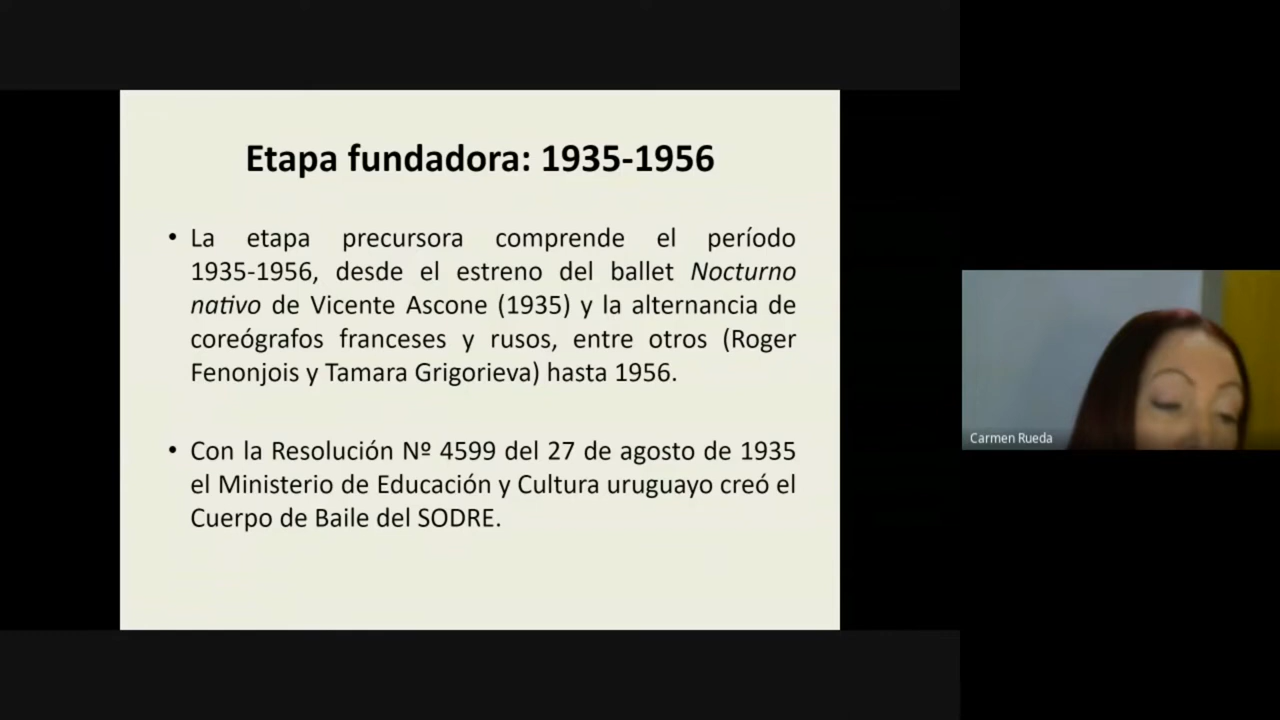 Etapa fundadora: 1935-1956
• La etapa precursora comprende el período
1935-1956, desde el estreno del ballet Nocturno
nativo de Vicente Ascone (1935) y la alternancia de
coreógrafos franceses y rusos, entre otros (Roger
Fenonjois y Tamara Grigorieva) hasta 1956.
• Con la Resolución Nº 4599 del 27 de agosto de 1935
el Ministerio de Educación y Cultura uruguayo creó el
Cuerpo de Baile del SODRE.
Carmen Rueda